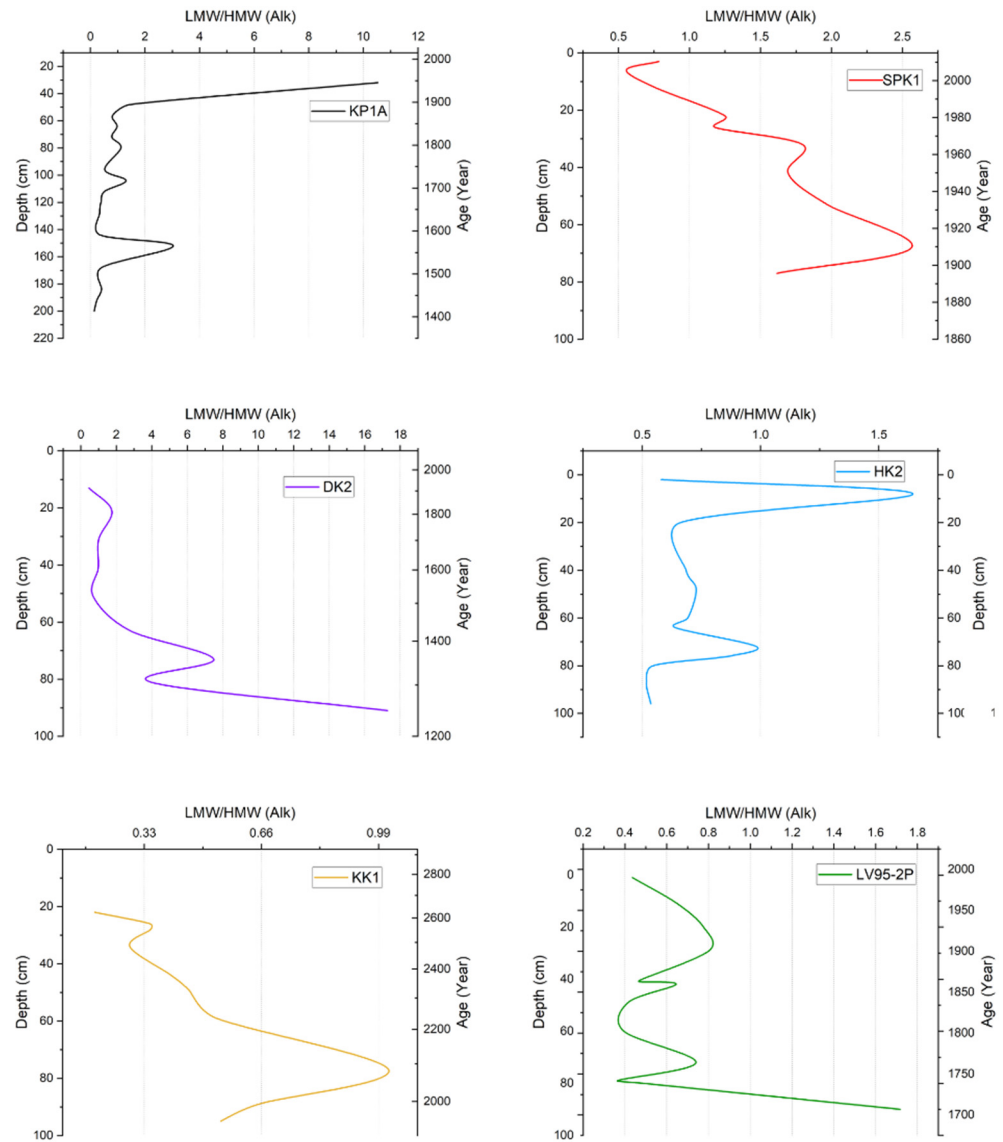 LMW/HMW (Alk)
0 2 4 6 8 10 12
20 40 60 80 100 120 140 160 180 200 220
Depth (cm)
KP1A
2000 1900 1800 1700 1600 1500 1400
Age (Year)
LMW/HMW (Alk)
0.5 1.0 1.5 2.0 2.5
0 20 40 60 80 100
Depth (cm)
SPK1
2000 1980 1960 1940 1920 1900 1880 1860
Age (Year)
LMW/HMW (Alk)
0 2 4 6 8 10 12 14 16 18
0 20 40 60 80 100
Depth (cm)
DK2
2000 1800 1600 1400 1200
Age (Year)
LMW/HMW (Alk)
0.5 1.0 1.5
0 20 40 60 80 100
Depth (cm)
HK2
0 20 40 60 80 10( 1
Depth (cm)
LMW/HMW (Alk)
0.33 0.66 0.99
0 20 40 60 80 100
Depth (cm)
KK1
2800 2600 2400 2200 2000
Age (Year)
LMW/HMW (Alk)
0.2 0.4 0.6 0.8 1.0 1.2 1.4 1.6 1.8
0 20 40 60 80 100
Depth (cm)
LV95-2P
2000 1950 1900 1850 1800 1750 1700
Age (Year)